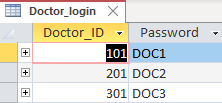 Doctor_login
Doctor_ID Password
101 DOC1
201 DOC2
301 DOC3